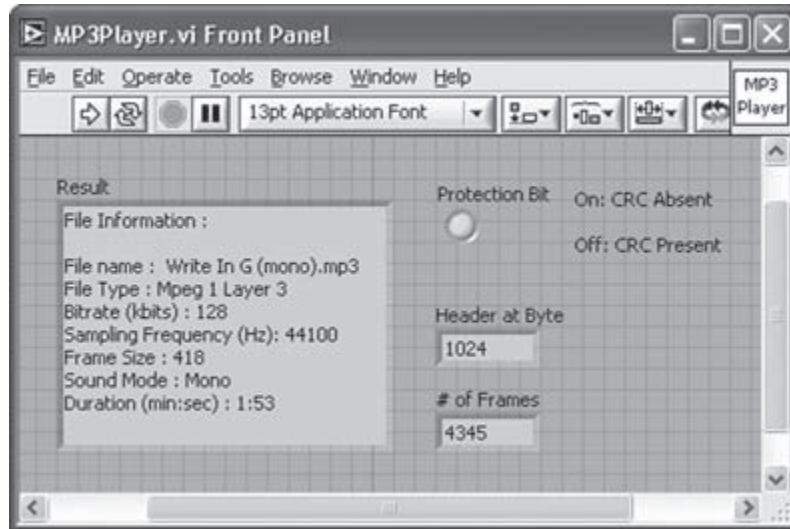 MP3Player.vi Front Panel
File Edit Operate Tools Browse Window Help
MP3
Player
13pt Application Font
Result
File Information :
File name : Write In G (mono).mp3
File Type : Mpeg 1 Layer 3
Bitrate (kbits) : 128
Sampling Frequency (Hz): 44100
Frame Size : 418
Sound Mode : Mono
Duration (min:sec) : 1:53
Protection Bit
On: CRC Absent
Off: CRC Present
Header at Byte
1024
# of Frames
4345